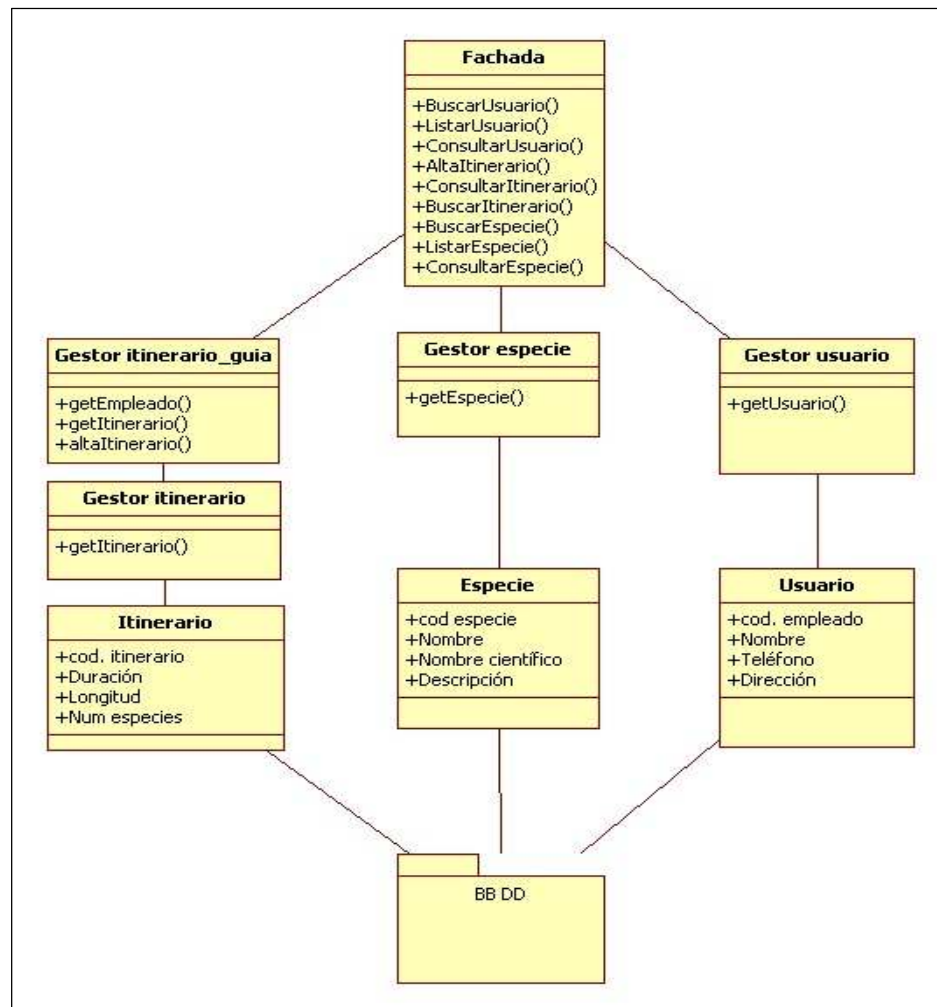 Fachada
+BuscarUsuario()
+ListarUsuario()
+ConsultarUsuario()
+AltaItinerario()
+ConsultarItinerario()
+BuscarItinerario()
+BuscarEspecie()
+ListarEspecie()
+ConsultarEspecie()
Gestor itinerario_guia
+getEmpleado()
+getItinerario()
+altaItinerario()
Gestor especie
+getEspecie()
Gestor usuario
+getUsuario()
Gestor itinerario
+getItinerario()
Itinerario
+cod. itinerario
+Duración
+Longitud
+Num especies
Especie
+cod especie
+Nombre
+Nombre científico
+Descripción
Usuario
+cod. empleado
+Nombre
+Teléfono
+Dirección
BB DD